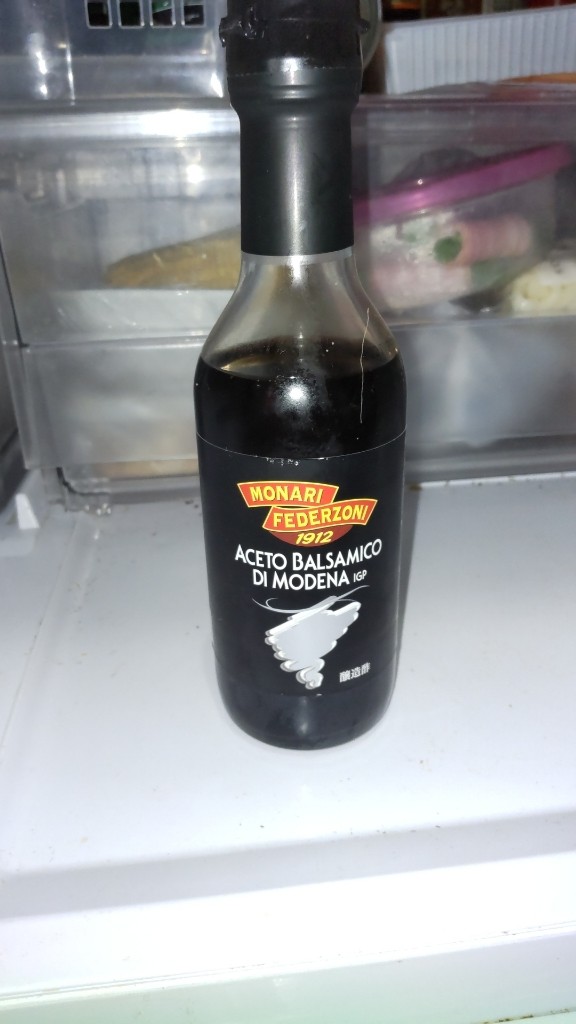 MONARI
FEDERZONI
1912
ACETO BALSAMICO
DI MODENA IGP
醸造酢